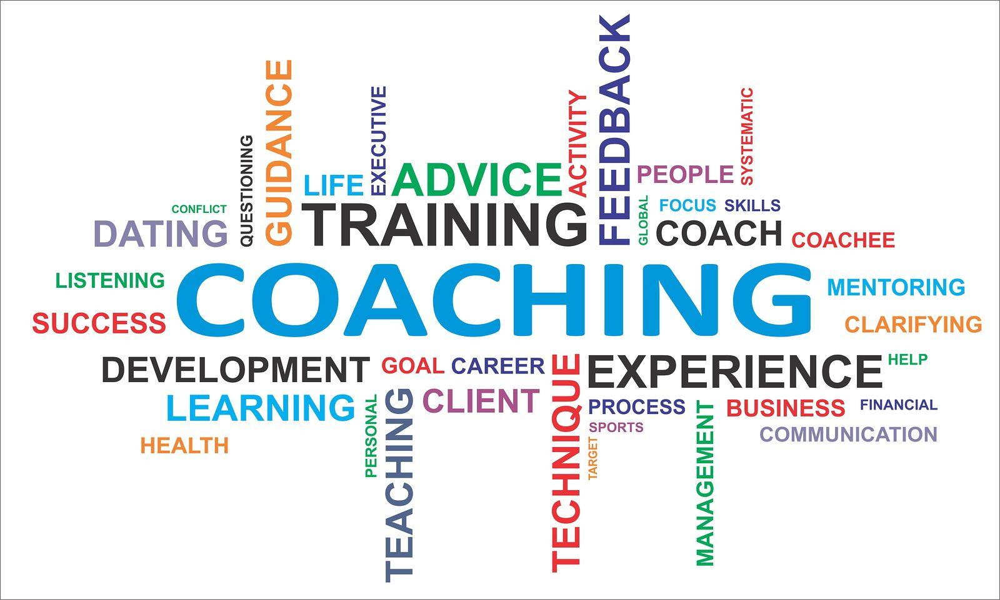 FEEDBACK
GUIDANCE
EXECUTIVE
ACTIVITY
SYSTEMATIC
QUESTIONING
LIFE
ADVICE
PEOPLE
CONFLICT
DATING
TRAINING
GLOBAL
FOCUS
SKILLS
COACH
COACHEE
LISTENING
COACHING
MENTORING
SUCCESS
CLARIFYING
DEVELOPMENT
GOAL
CAREER
TECHNIQUE
EXPERIENCE
HELP
LEARNING
PERSONAL
TEACHING
CLIENT
PROCESS
MANAGEMENT
BUSINESS
FINANCIAL
SPORTS
COMMUNICATION
HEALTH
TARGET